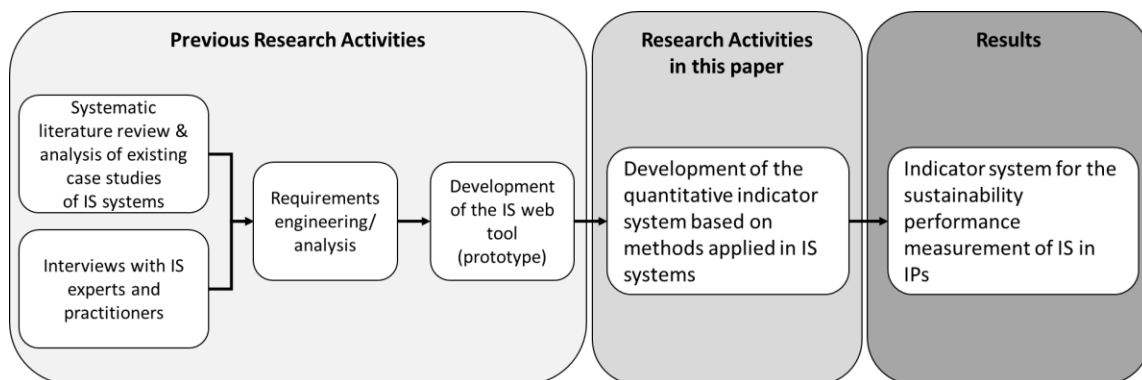 Previous Research Activities
Systematic
literature review &
analysis of existing
case studies
of IS systems
Interviews with IS
experts and
practitioners
Requirements
engineering/
analysis
Development
of the IS web
tool
(prototype)
Research Activities
in this paper
Development of the
quantitative indicator
system based on
methods applied in IS
systems
Results
Indicator system for the
sustainability
performance
measurement of IS in
IPs